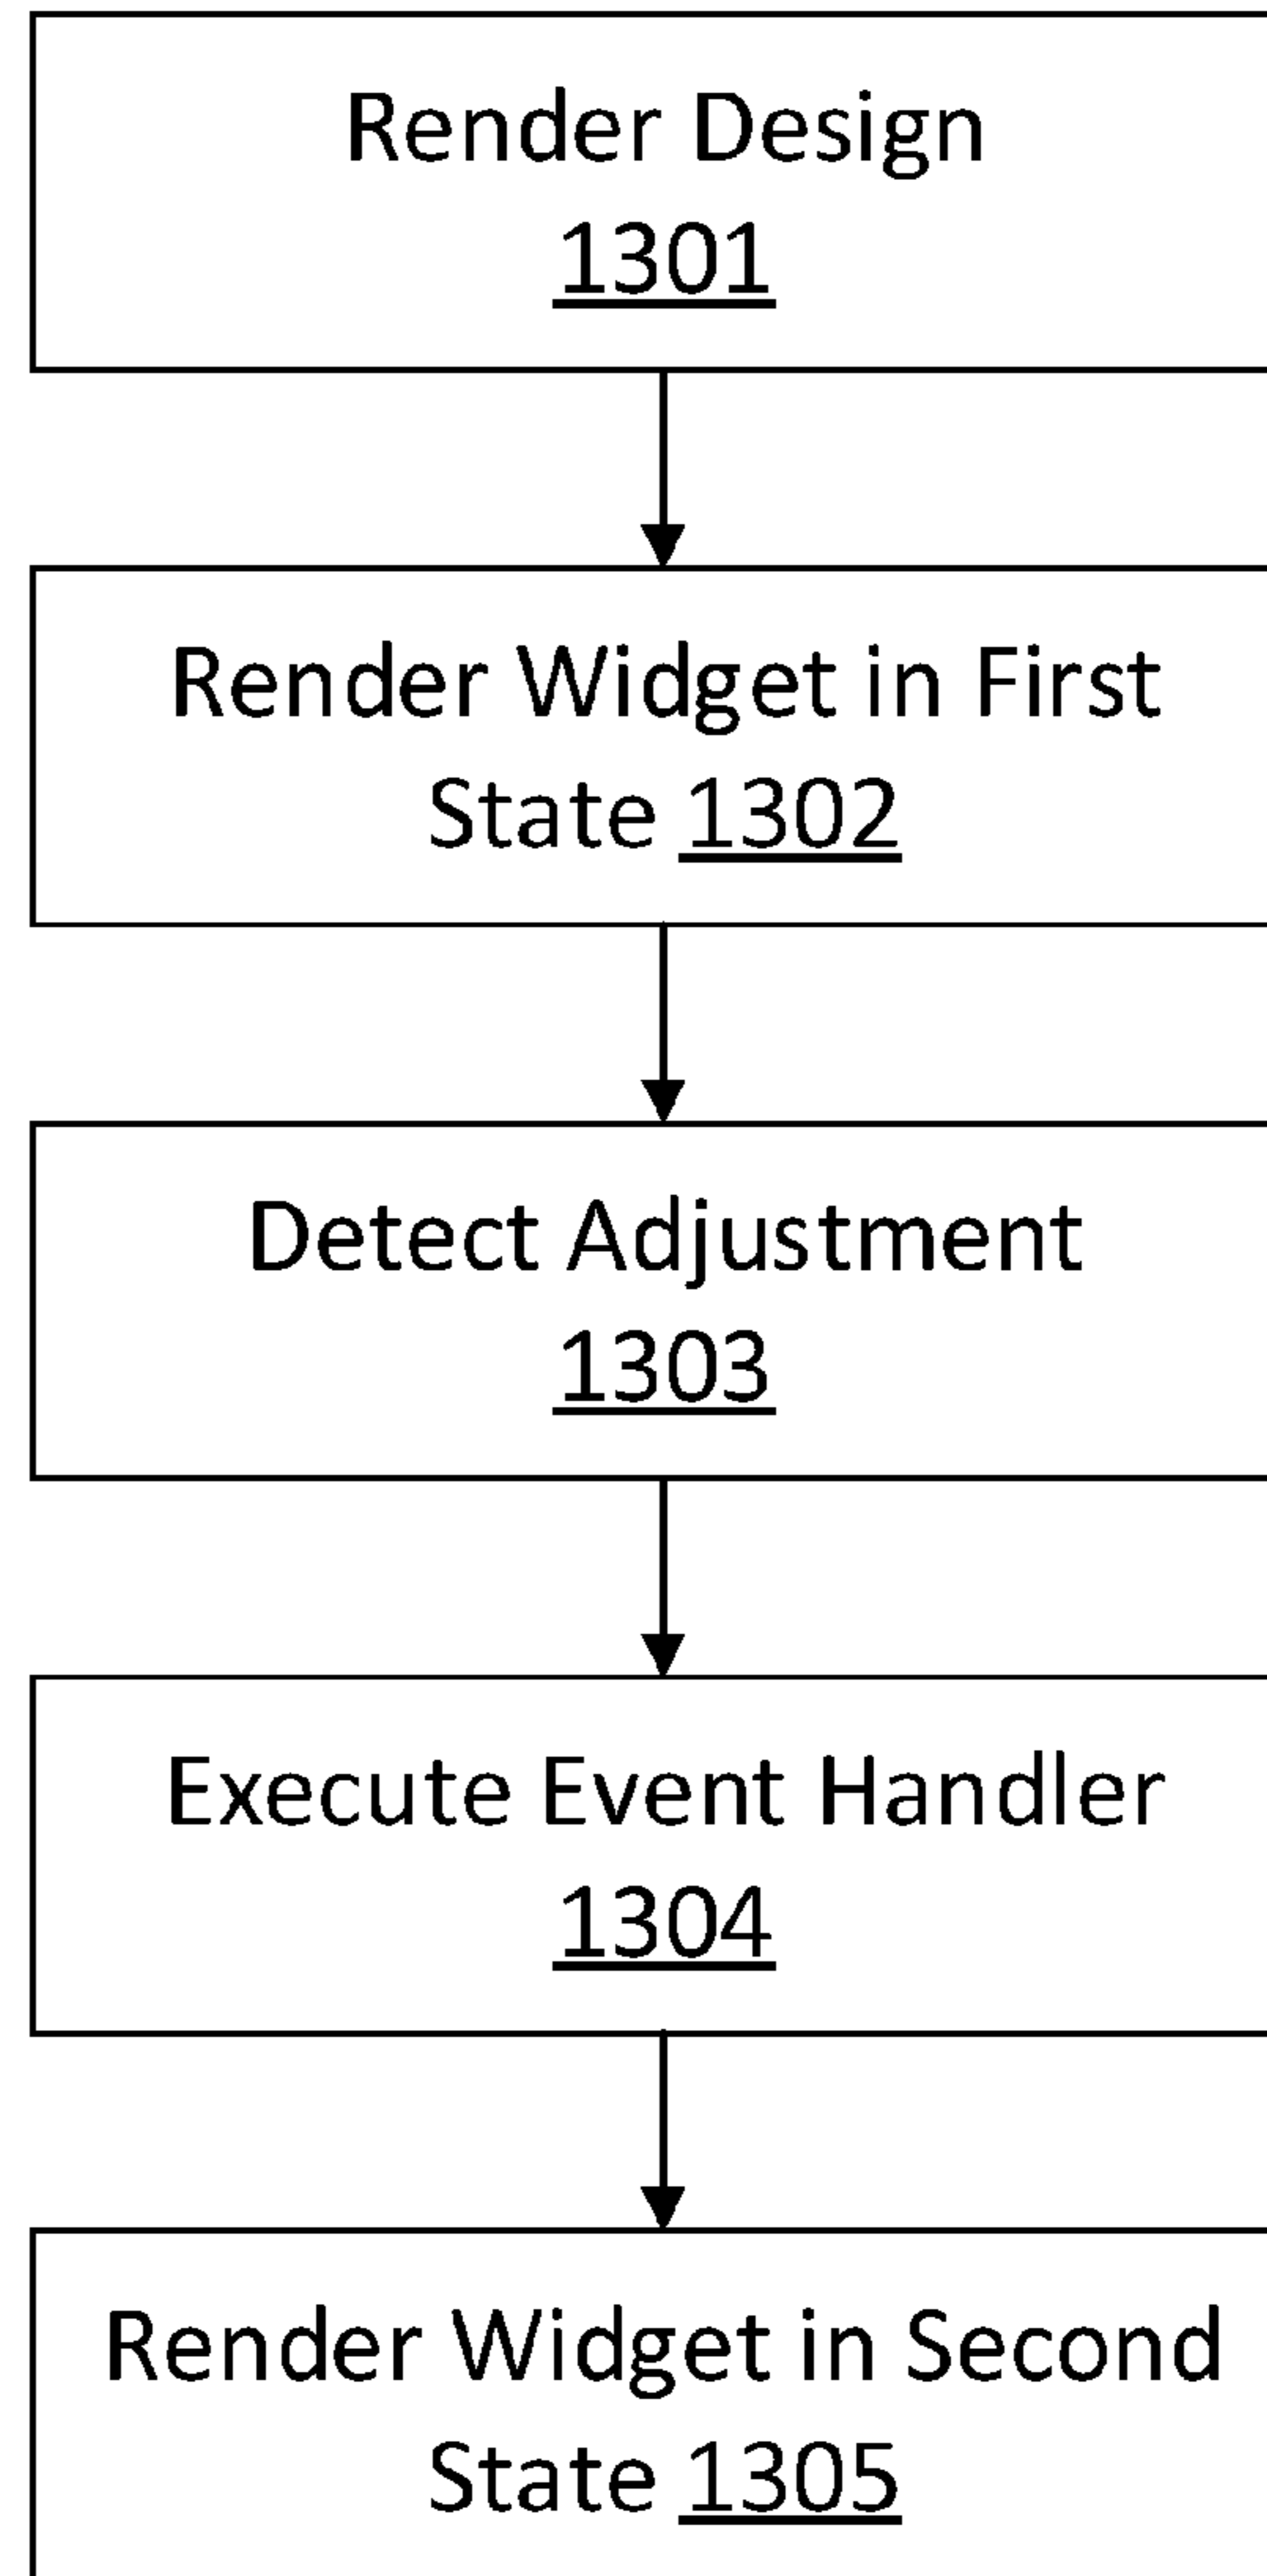 Render Design
1301
Render Widget in First
State 1302
Detect Adjustment
1303
Execute Event Handler
1304
Render Widget in Second
State 1305